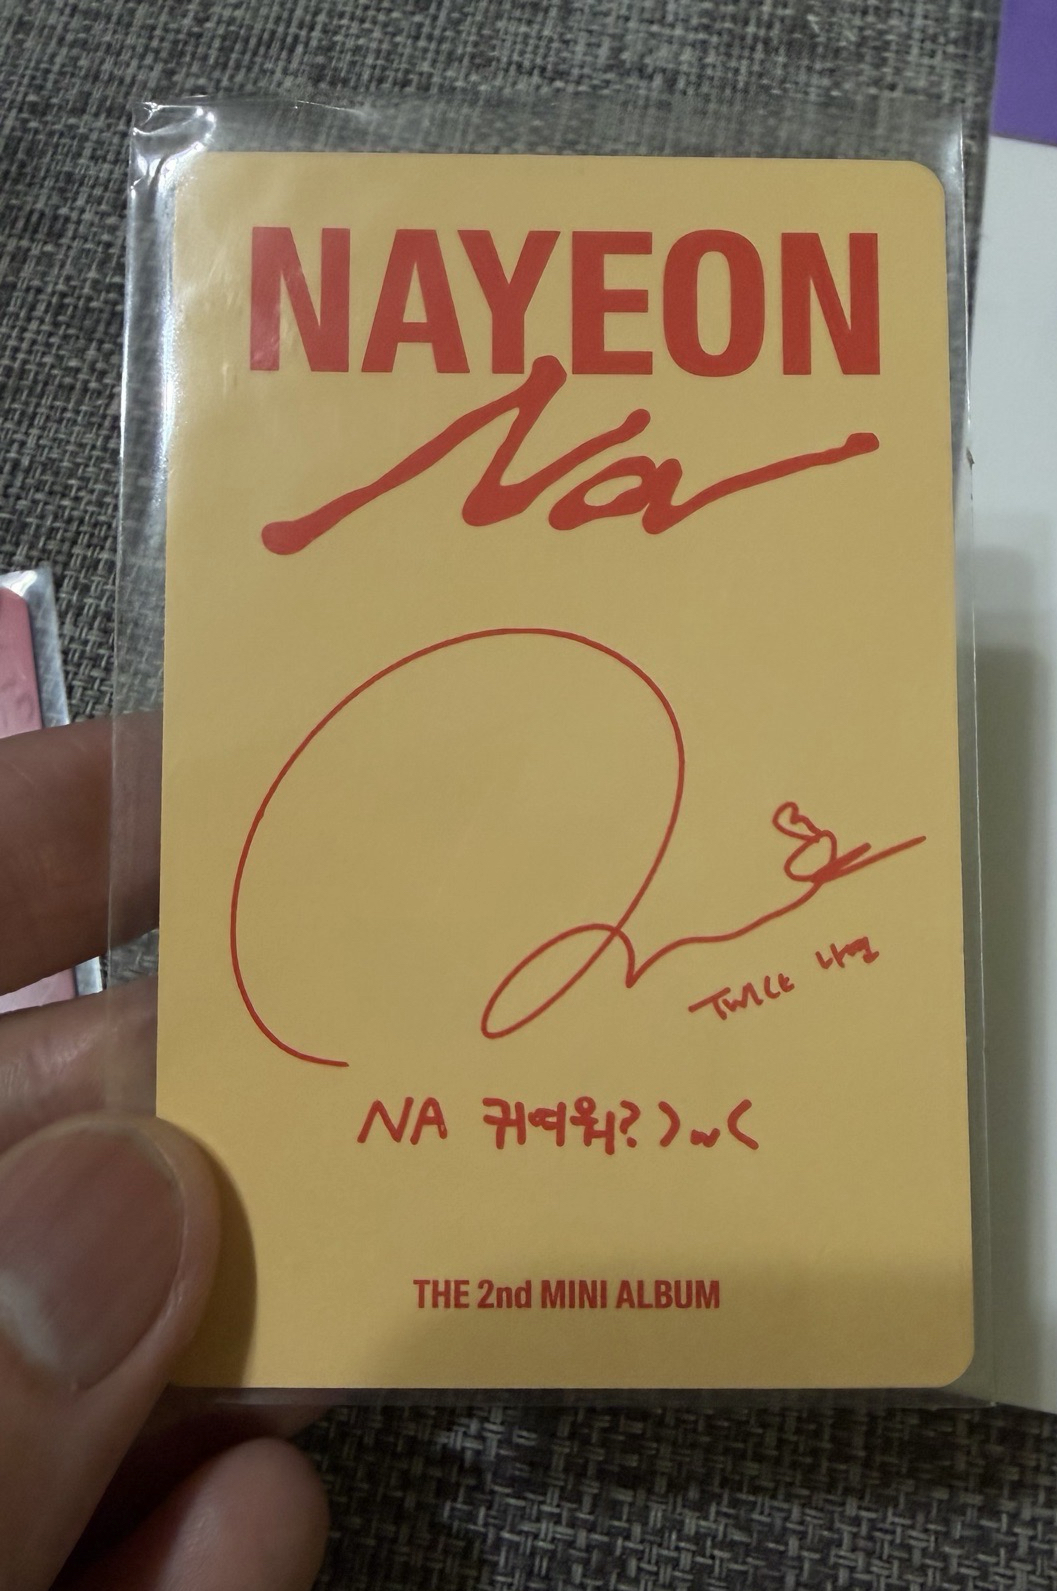 NAYEON
NA
TWICE 나연
NA 귀여워? >w<
THE 2nd MINI ALBUM